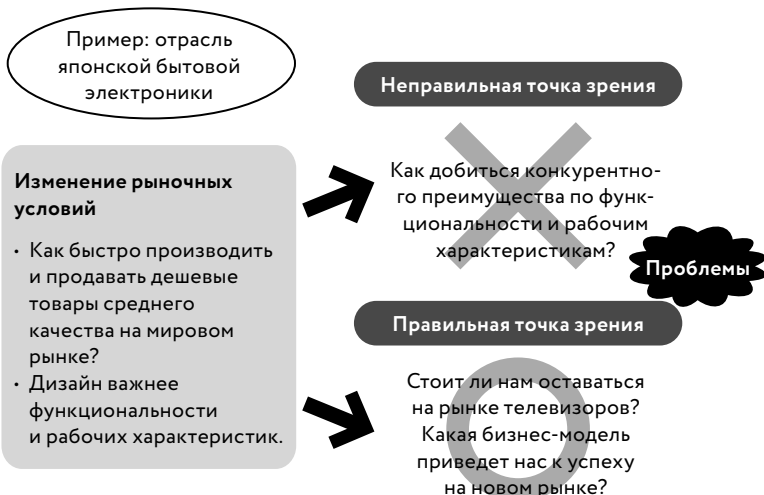 Пример: отрасль
японской бытовой
электроники
Изменение рыночных
условий
• Как быстро производить
и продавать дешевые
товары среднего
качества на мировом
рынке?
• Дизайн важнее
функциональности
и рабочих характеристик.
Неправильная точка зрения
Как добиться конкурентно-
го преимущества по функ-
циональности и рабочим
характеристикам?
Проблемы
Правильная точка зрения
Стоит ли нам оставаться
на рынке телевизоров?
Какая бизнес-модель
приведет нас к успеху
на новом рынке?